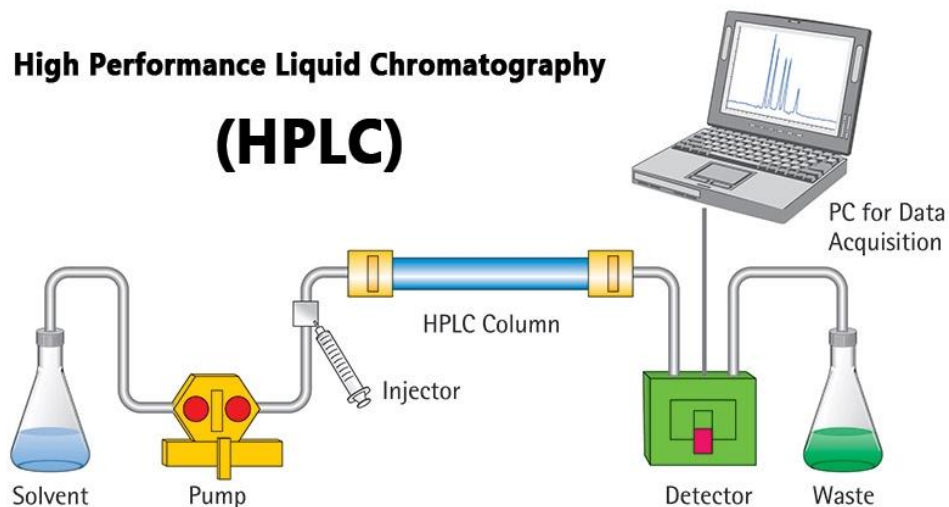 High Performance Liquid Chromatography
(HPLC)
PC for Data
Acquisition
HPLC Column
Injector
Solvent
Pump
Detector
Waste